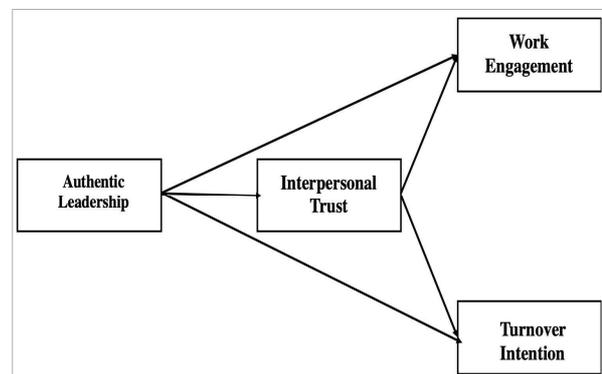 Work
Engagement
Authentic
Leadership
Interpersonal
Trust
Turnover
Intention